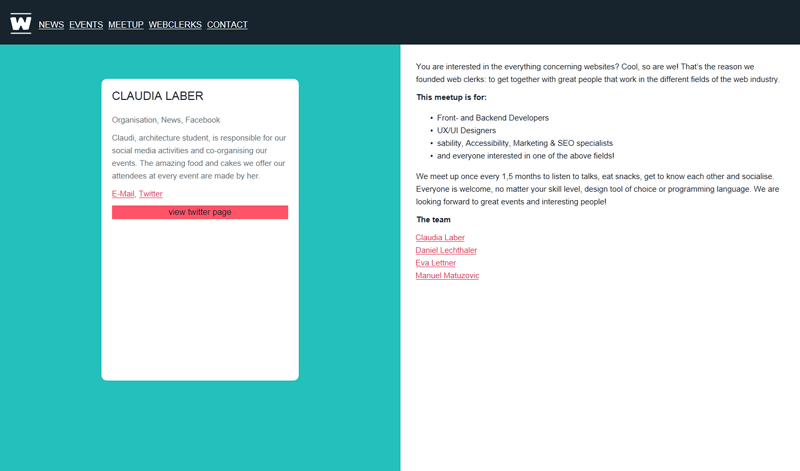 W NEWS EVENTS MEETUP WEBCLERKS CONTACT
CLAUDIA LABER
Organisation, News, Facebook
Claudi, architecture student, is responsible for our
social media activities and co-organising our
events. The amazing food and cakes we offer our
attendees at every event are made by her.
E-Mail, Twitter
view twitter page
You are interested in the everything concerning websites? Cool, so are we! That's the reason we
founded web clerks: to get together with great people that work in the different fields of the web industry.
This meetup is for:
• Front- and Backend Developers
• UX/UI Designers
• sability, Accessibility, Marketing & SEO specialists
• and everyone interested in one of the above fields!
We meet up once every 1,5 months to listen to talks, eat snacks, get to know each other and socialise.
Everyone is welcome, no matter your skill level, design tool of choice or programming language. We are
looking forward to great events and interesting people!
The team
Claudia Laber
Daniel Lechthaler
Eva Lettner
Manuel Matuzovic